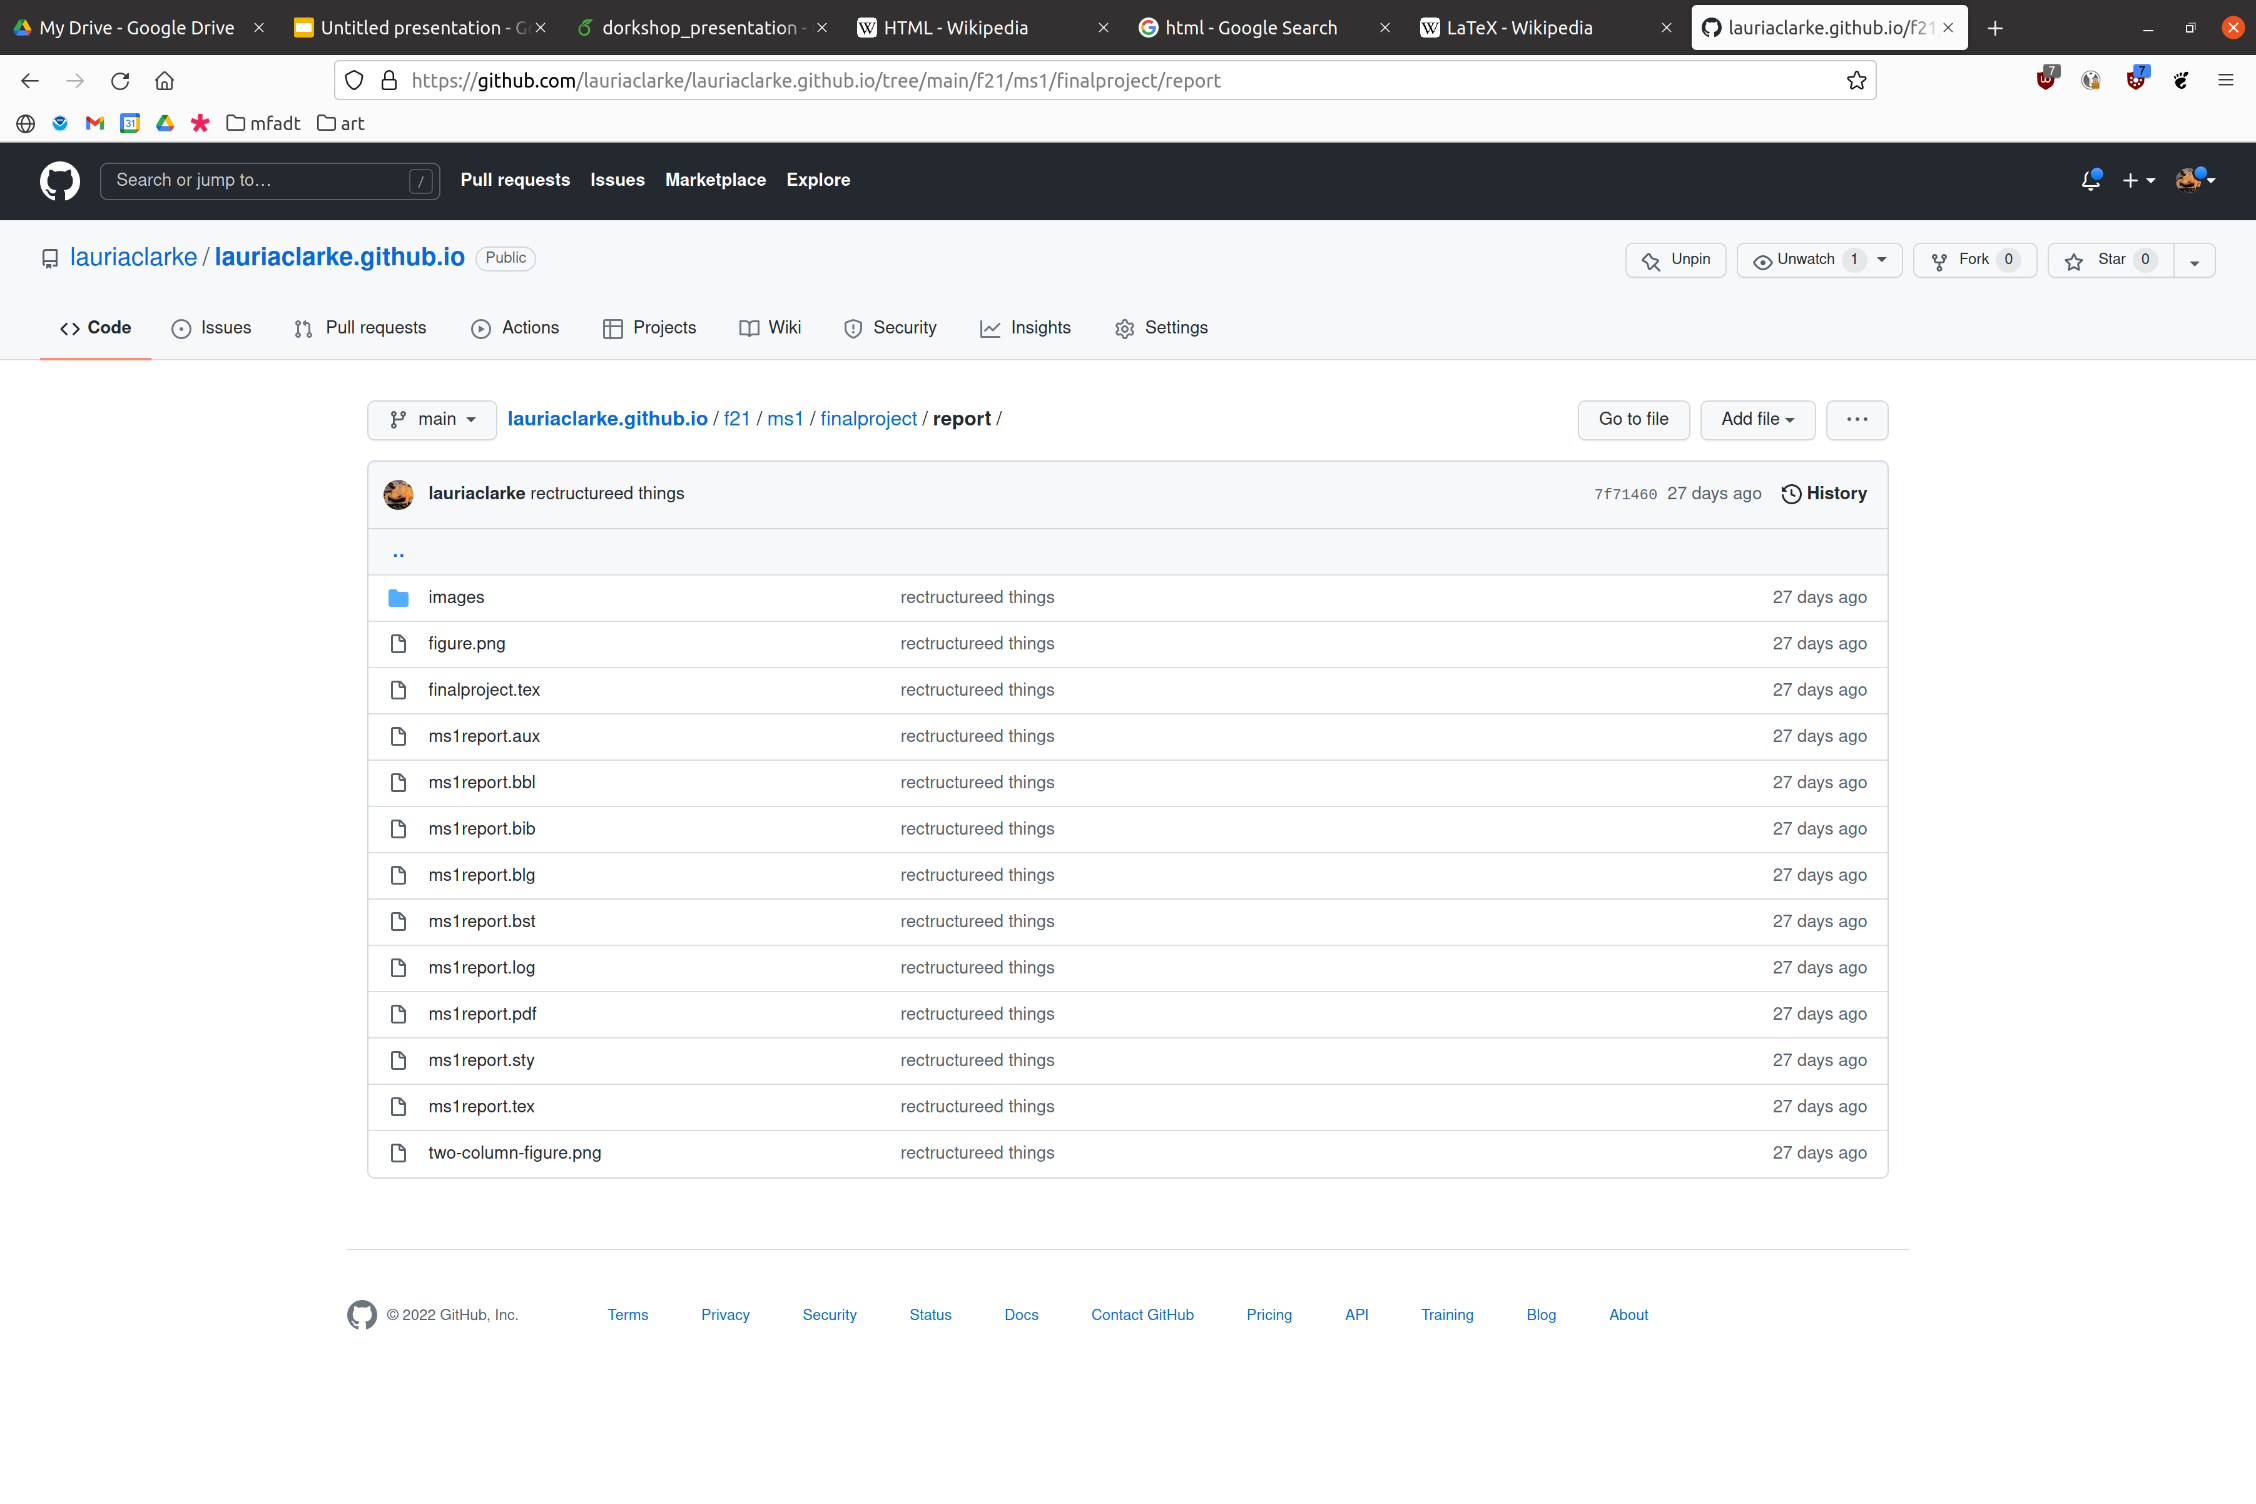 My Drive - Google Drive Untitled presentation - Go dorkshop_presentation - HTML - Wikipedia html - Google Search LaTeX - Wikipedia lauriaclarke.github.io/f21
https://github.com/lauriaclarke/lauriaclarke.github.io/tree/main/f21/ms1/finalproject/report 7 7
31 mfadt art
Search or jump to… / Pull requests Issues Marketplace Explore
lauriaclarke / lauriaclarke.github.io Public Unpin Unwatch 1 Fork 0 Star 0
Code Issues Pull requests Actions Projects Wiki Security Insights Settings
main lauriaclarke.github.io / f21 / ms1 / finalproject / report / Go to file Add file ...
lauriaclarke rectructureed things 7f71460 27 days ago History
..
images rectructureed things 27 days ago
figure.png rectructureed things 27 days ago
finalproject.tex rectructureed things 27 days ago
ms1report.aux rectructureed things 27 days ago
ms1report.bbl rectructureed things 27 days ago
ms1report.bib rectructureed things 27 days ago
ms1report.blg rectructureed things 27 days ago
ms1report.bst rectructureed things 27 days ago
ms1report.log rectructureed things 27 days ago
ms1report.pdf rectructureed things 27 days ago
ms1report.sty rectructureed things 27 days ago
ms1report.tex rectructureed things 27 days ago
two-column-figure.png rectructureed things 27 days ago
© 2022 GitHub, Inc. Terms Privacy Security Status Docs Contact GitHub Pricing API Training Blog About